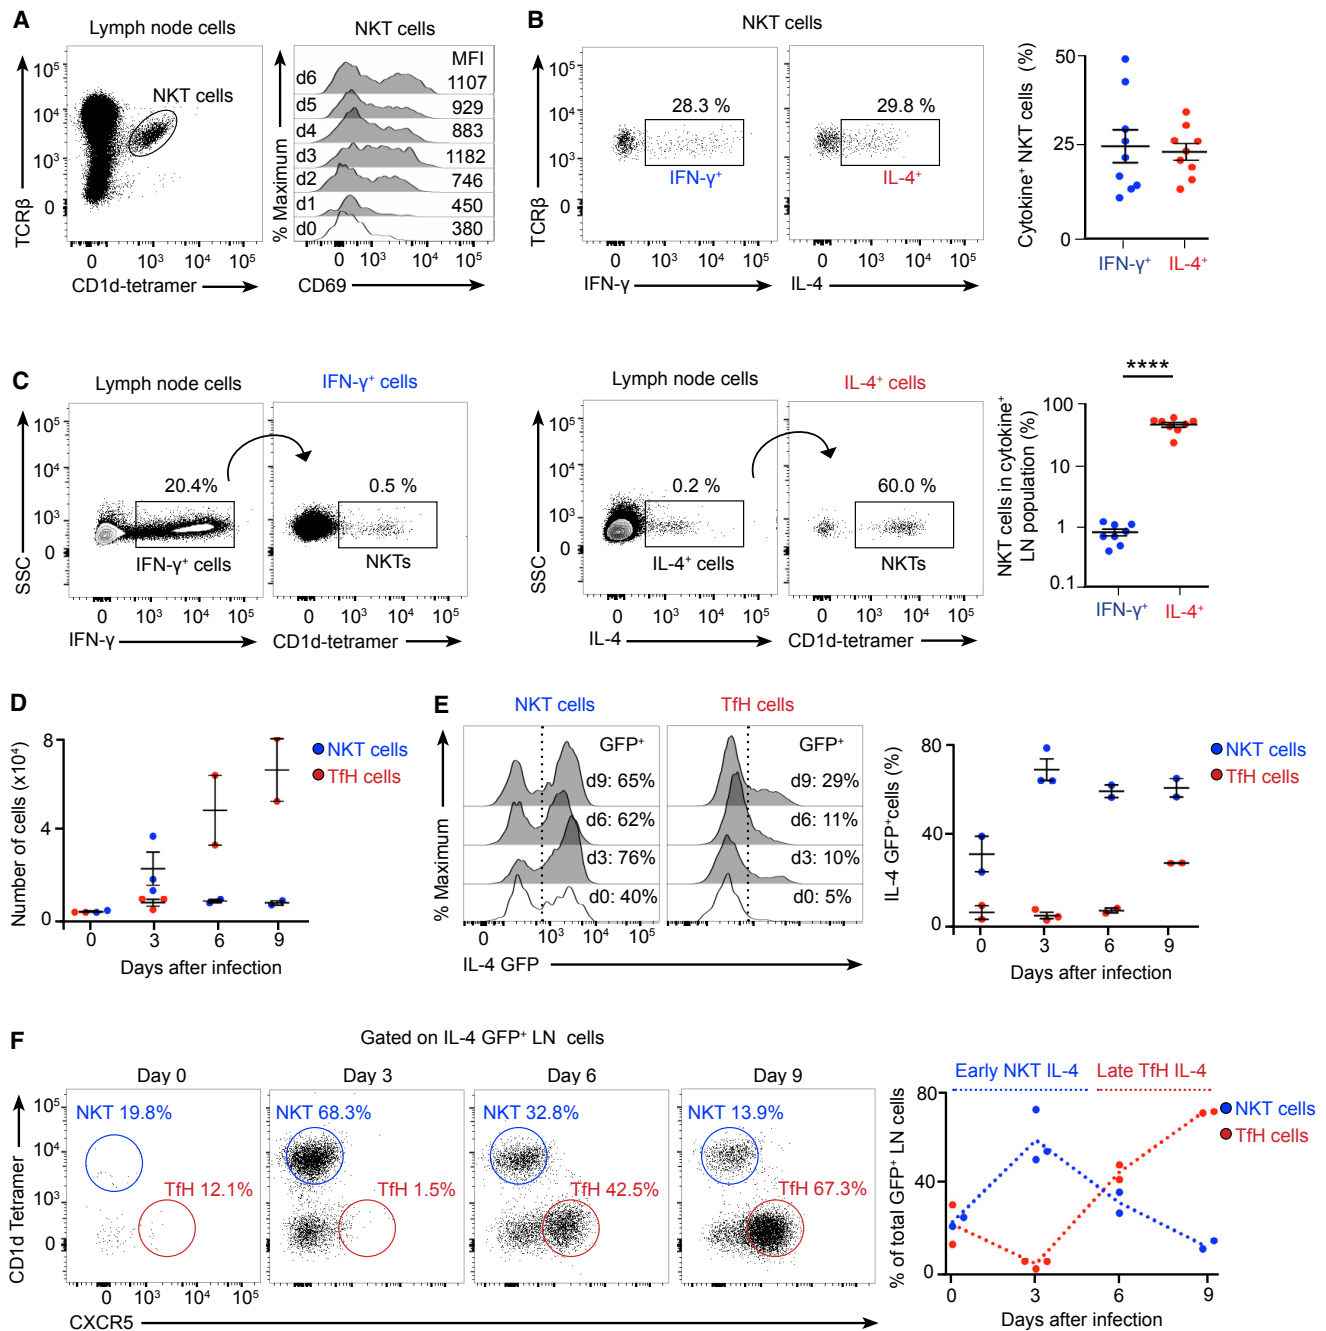 A
Lymph node cells
NKT cells
TCRβ
10⁵
10⁴
10³
0
NKT cells
0 10³ 10⁴ 10⁵
CD1d-tetramer
% Maximum
MFI
d6 1107
d5 929
d4 883
d3 1182
d2 746
d1 450
d0 380
0 10³ 10⁴ 10⁵
CD69
B
NKT cells
TCRβ
10⁵
10⁴
10³
0
28.3 %
IFN-γ⁺
0 10³ 10⁴ 10⁵
IFN-γ
29.8 %
IL-4⁺
0 10³ 10⁴ 10⁵
IL-4
Cytokine⁺ NKT cells (%)
50
25
0
IFN-γ⁺ IL-4⁺
C
Lymph node cells
IFN-γ⁺ cells
SSC
10⁵
10⁴
10³
0
20.4%
IFN-γ⁺ cells
10³ 10⁴ 10⁵
IFN-γ
0.5 %
NKTs
0 10³ 10⁴ 10⁵
CD1d-tetramer
Lymph node cells
IL-4⁺ cells
SSC
10⁵
10⁴
10³
0
0.2 %
IL-4⁺ cells
0 10³ 10⁴ 10⁵
IL-4
60.0 %
NKTs
0 10³ 10⁴ 10⁵
CD1d-tetramer
****
NKT cells in cytokine⁺
LN population (%)
100
10
1
0.1
IFN-γ⁺ IL-4⁺
D
Number of cells (x10⁴)
8
4
0
0 3 6 9
Days after infection
NKT cells
TfH cells
E
NKT cells
TfH cells
% Maximum
GFP⁺
d9: 65%
d6: 62%
d3: 76%
d0: 40%
0 10³ 10⁴ 10⁵
GFP⁺
d9: 29%
d6: 11%
d3: 10%
d0: 5%
IL-4 GFP
IL-4 GFP⁺cells (%)
80
40
0
0 3 6 9
Days after infection
NKT cells
TfH cells
F
Gated on IL-4 GFP⁺ LN cells
Day 0
Day 3
Day 6
Day 9
CD1d Tetramer
10⁵
10⁴
10³
0
NKT 19.8%
TfH 12.1%
NKT 68.3%
TfH 1.5%
NKT 32.8%
TfH 42.5%
NKT 13.9%
TfH 67.3%
0 10³ 10⁴ 10⁵
CXCR5
Early NKT IL-4
Late TfH IL-4
% of total GFP⁺ LN cells
80
40
0
0 3 6 9
Days after infection
NKT cells
TfH cells